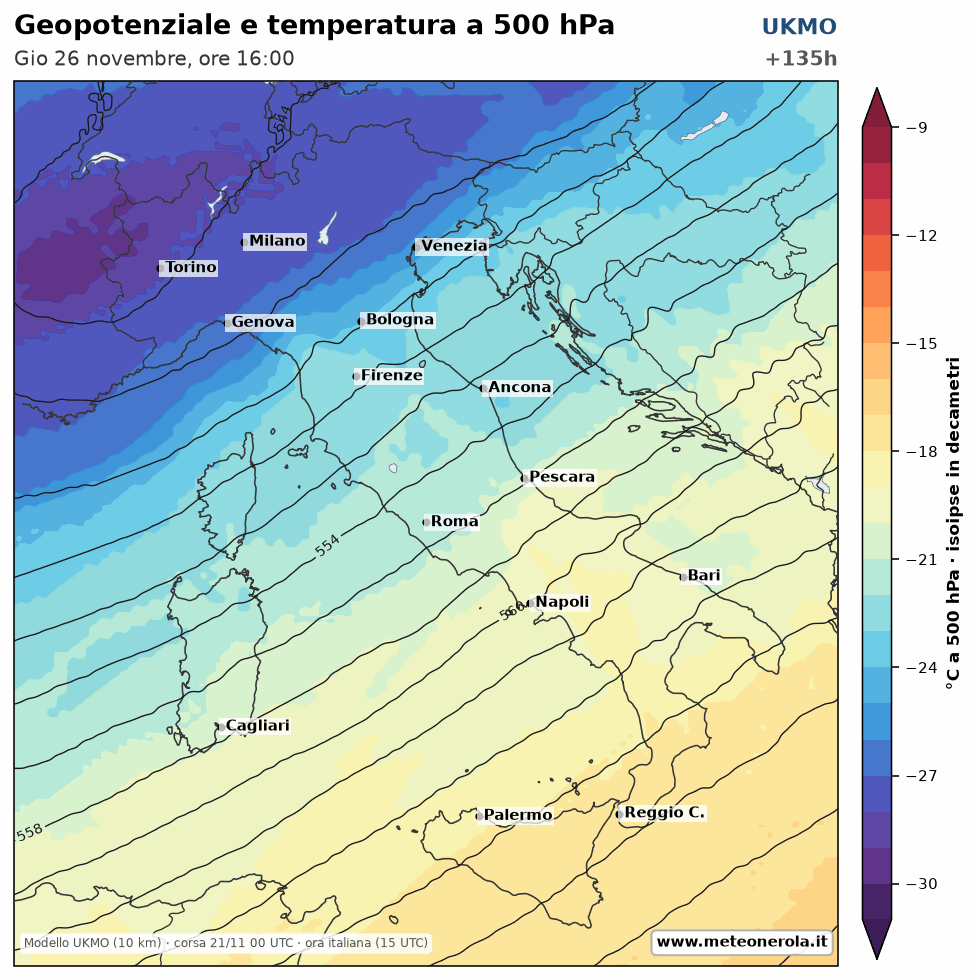 Geopotenziale e temperatura a 500 hPa
UKMO
Gio 26 novembre, ore 16:00
+135h
Milano
Venezia
Torino
Genova
Bologna
Firenze
Ancona
Pescara
Roma
554
Bari
Napoli
560
Cagliari
Palermo
Reggio C.
558
Modello UKMO (10 km) · corsa 21/11 00 UTC · ora italiana (15 UTC)
www.meteonerola.it
−9
−12
−15
−18
−21
−24
−27
−30
°C a 500 hPa · isoipse in decametri